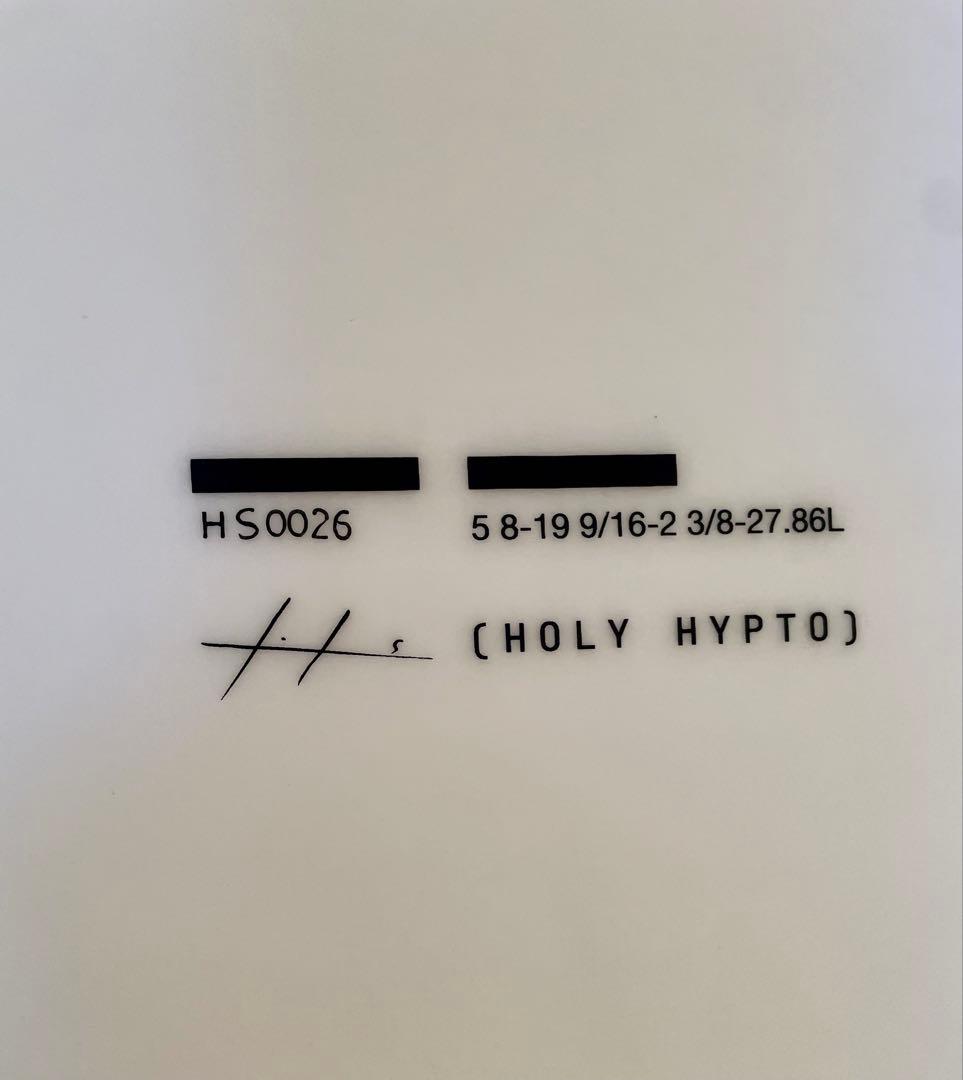 HS0026 5 8-19 9/16-2 3/8-27.86L
(HOLY HYPTO)